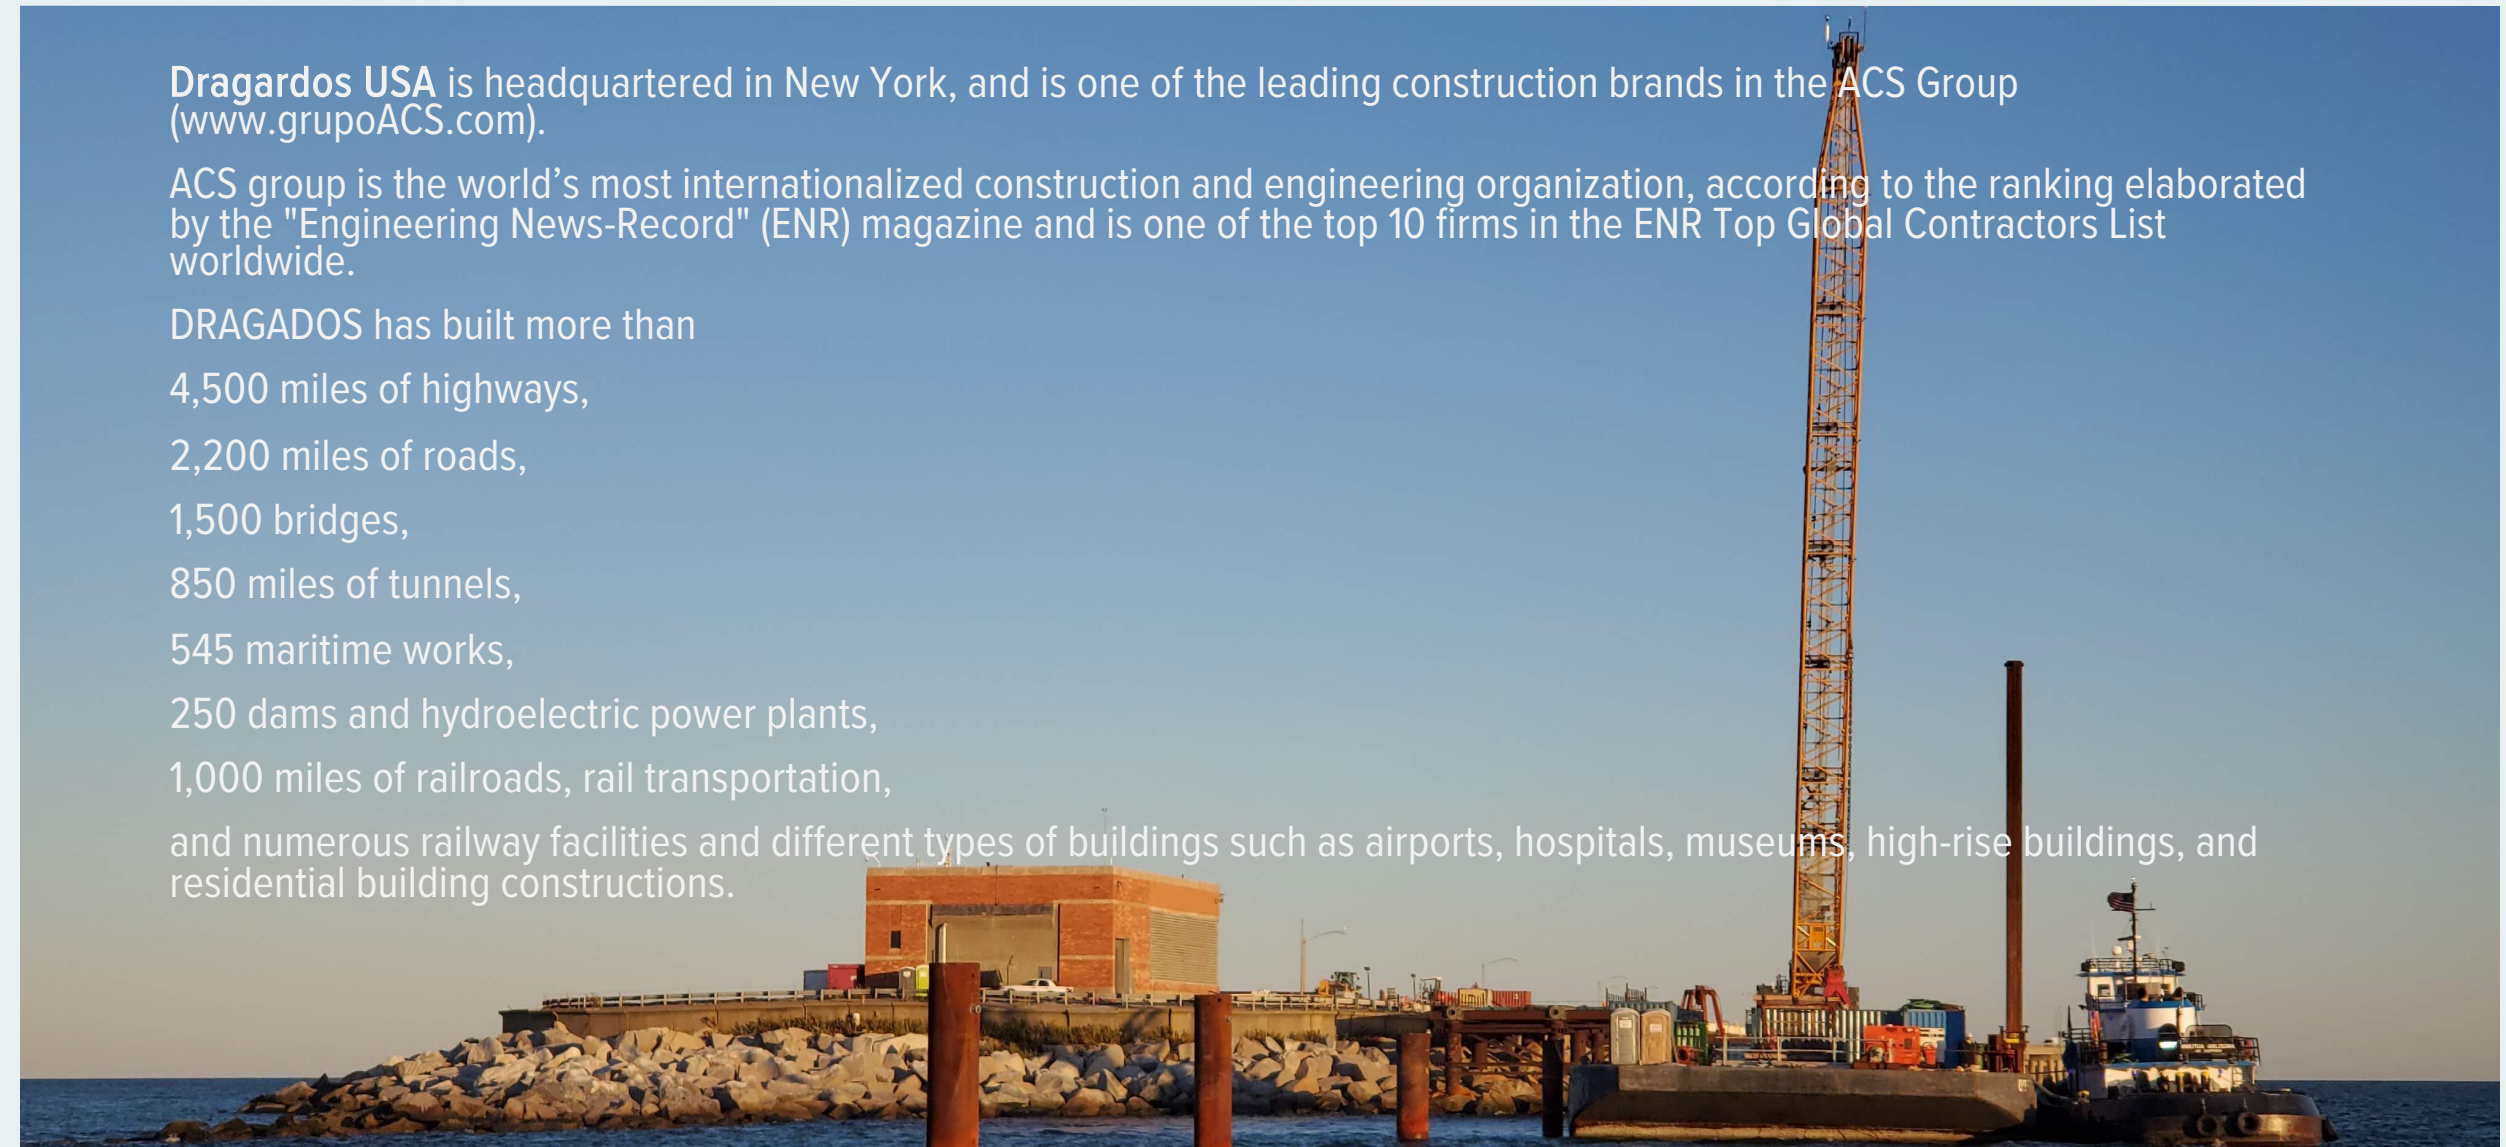 Dragardos USA is headquartered in New York, and is one of the leading construction brands in the ACS Group
(www.grupoACS.com).
ACS group is the world’s most internationalized construction and engineering organization, according to the ranking elaborated
by the "Engineering News-Record" (ENR) magazine and is one of the top 10 firms in the ENR Top Global Contractors List
worldwide.
DRAGADOS has built more than
4,500 miles of highways,
2,200 miles of roads,
1,500 bridges,
850 miles of tunnels,
545 maritime works,
250 dams and hydroelectric power plants,
1,000 miles of railroads, rail transportation,
and numerous railway facilities and different types of buildings such as airports, hospitals, museums, high-rise buildings, and
residential building constructions.